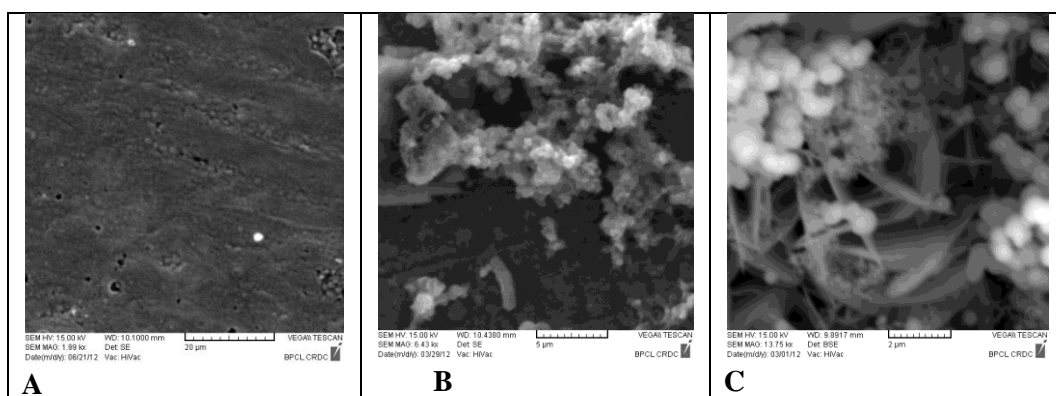 SEM HV: 15.00 kV WD: 10.1000 mm
SEM MAG: 1.99 kx Det: SE 20 µm VEGA\\ TESCAN
Date(m/d/y): 06/21/12 Vac: HiVac BPCL CRDC
A
SEM HV: 15.00 kV WD: 10.4380 mm
SEM MAG: 6.43 kx Det: SE 5 µm VEGA\\ TESCAN
Date(m/d/y): 03/29/12 Vac: HiVac BPCL CRDC
B
SEM HV: 15.00 kV WD: 9.8917 mm
SEM MAG: 13.75 kx Det: BSE 2 µm VEGA\\ TESCAN
Date(m/d/y): 03/01/12 Vac: HiVac BPCL CRDC
C